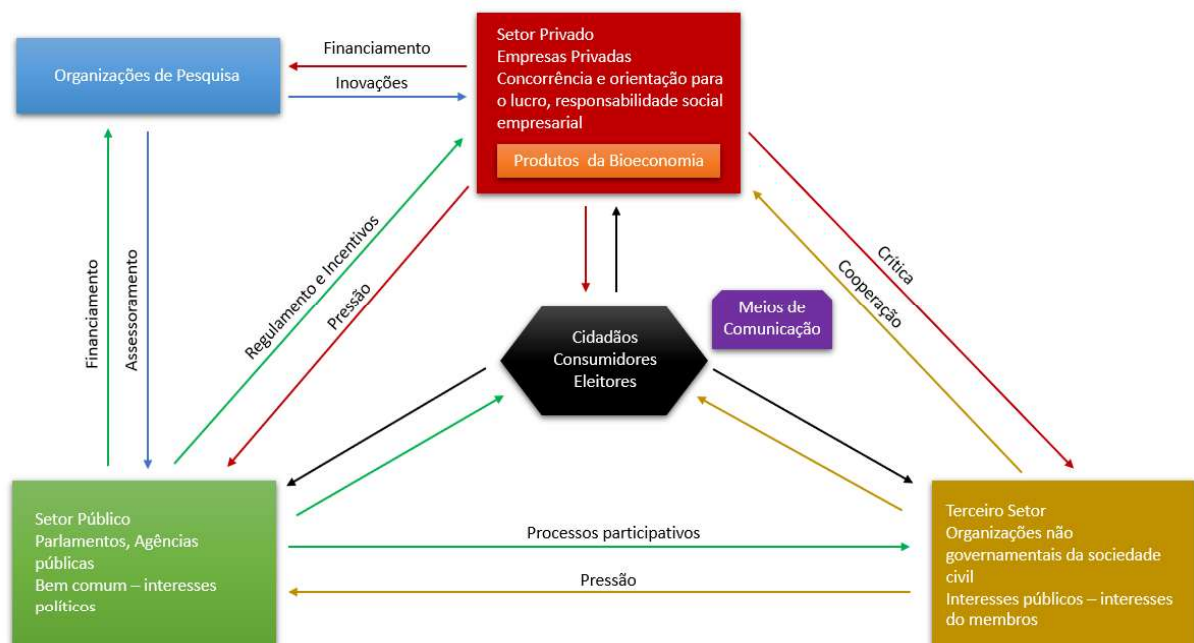 Organizações de Pesquisa
Financiamento
Inovações
Setor Privado
Empresas Privadas
Concorrência e orientação para
o lucro, responsabilidade social
empresarial
Produtos da Bioeconomia
Financiamento
Assessoramento
Regulamento e Incentivos
Pressão
Crítica
Cooperação
Meios de
Comunicação
Cidadãos
Consumidores
Eleitores
Setor Público
Parlamentos, Agências
públicas
Bem comum – interesses
políticos
Processos participativos
Pressão
Terceiro Setor
Organizações não
governamentais da sociedade
civil
Interesses públicos – interesses
do membros